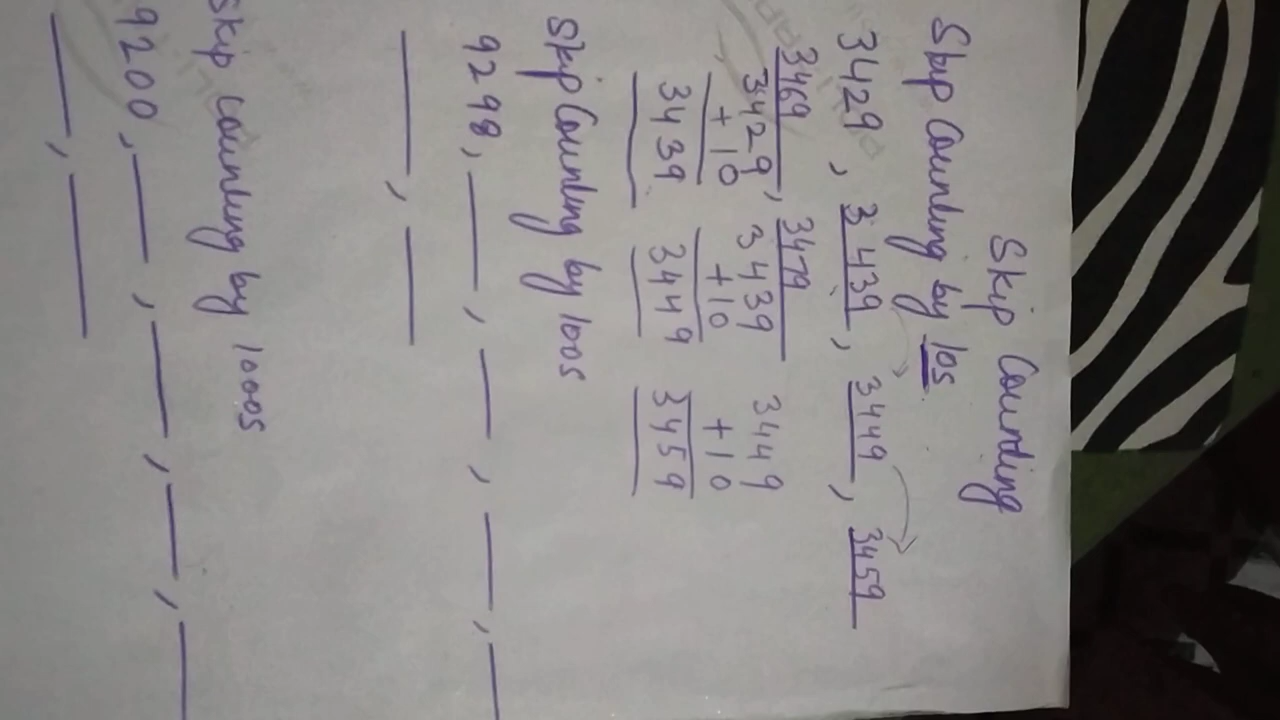 Skip Counting
Skip Counting by 10s
3429, 3439, 3449, 3459
3469, 3479
3429 3439 3449
+10 +10 +10
3439 3449 3459
Skip Counting by 100s
9298, ___, ___, ___, ___
___, ___
Skip counting by 1000s
9200, ___, ___, ___, ___
___, ___